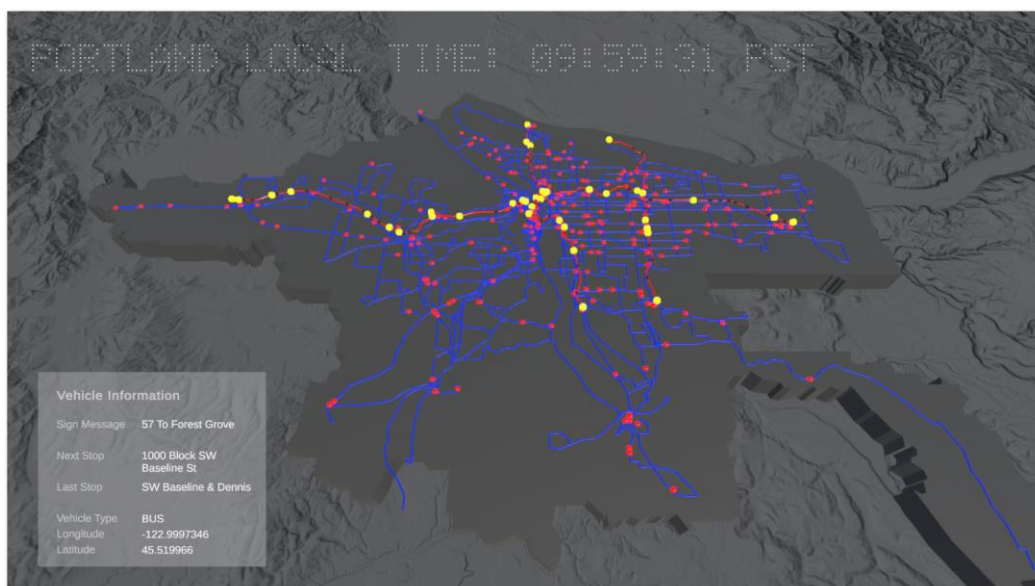 PORTLAND LOCAL TIME: 09:59:31 PST
Vehicle Information
Sign Message 57 To Forest Grove
Next Stop 1000 Block SW
Baseline St
Last Stop SW Baseline & Dennis
Vehicle Type BUS
Longitude -122.9997346
Latitude 45.519966